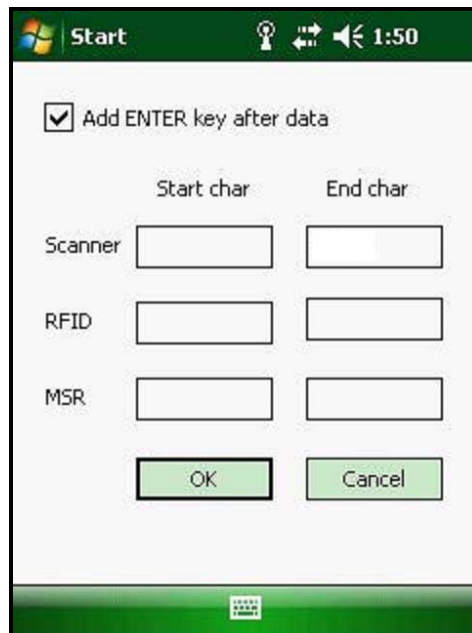 Start 1:50
Add ENTER key after data
Start char End char
Scanner
RFID
MSR
OK Cancel